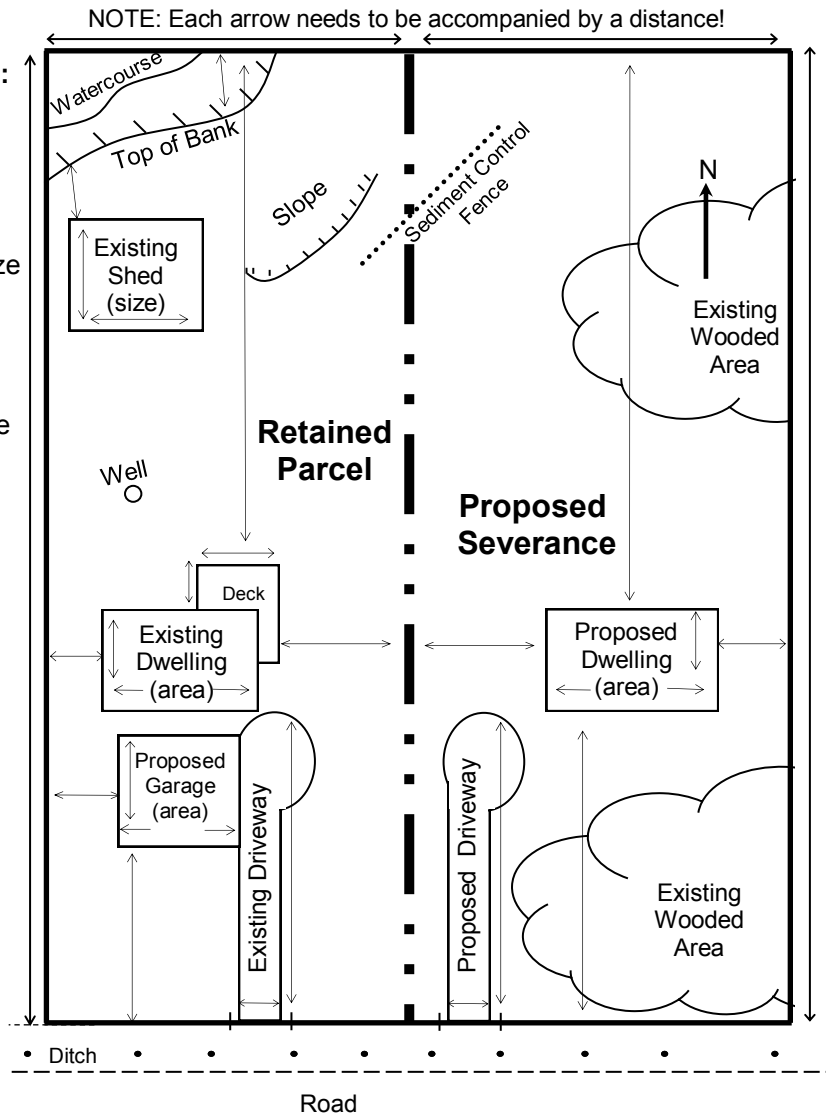 NOTE: Each arrow needs to be accompanied by a distance!
:
Watercourse
Top of Bank
Slope
Sediment Control
Fence
N
ze
Existing
Shed
(size)
Existing
Wooded
Area
e
Retained
Parcel
Well
Proposed
Severance
Deck
Existing
Dwelling
(area)
Proposed
Dwelling
(area)
Proposed
Garage
(area)
Existing Driveway
Proposed Driveway
Existing
Wooded
Area
Ditch
Road